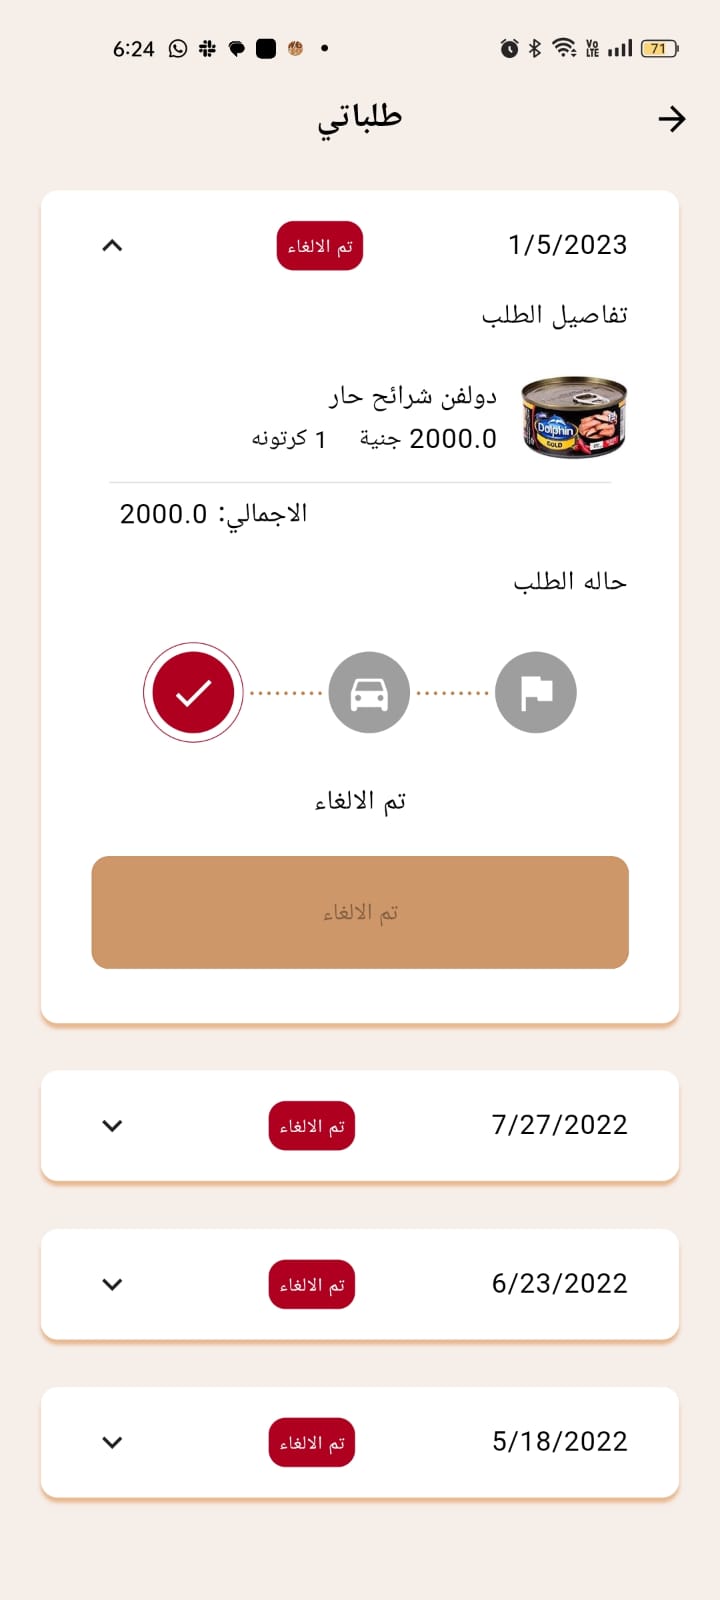 6:24
VO LTE 71
طلباتي
1/5/2023 تم الالغاء
تفاصيل الطلب
دولفن شرائح حار
2000.0 جنية 1 كرتونه
Dolphin
GOLD
الاجمالي: 2000.0
حاله الطلب
تم الالغاء
تم الالغاء
7/27/2022 تم الالغاء
6/23/2022 تم الالغاء
5/18/2022 تم الالغاء